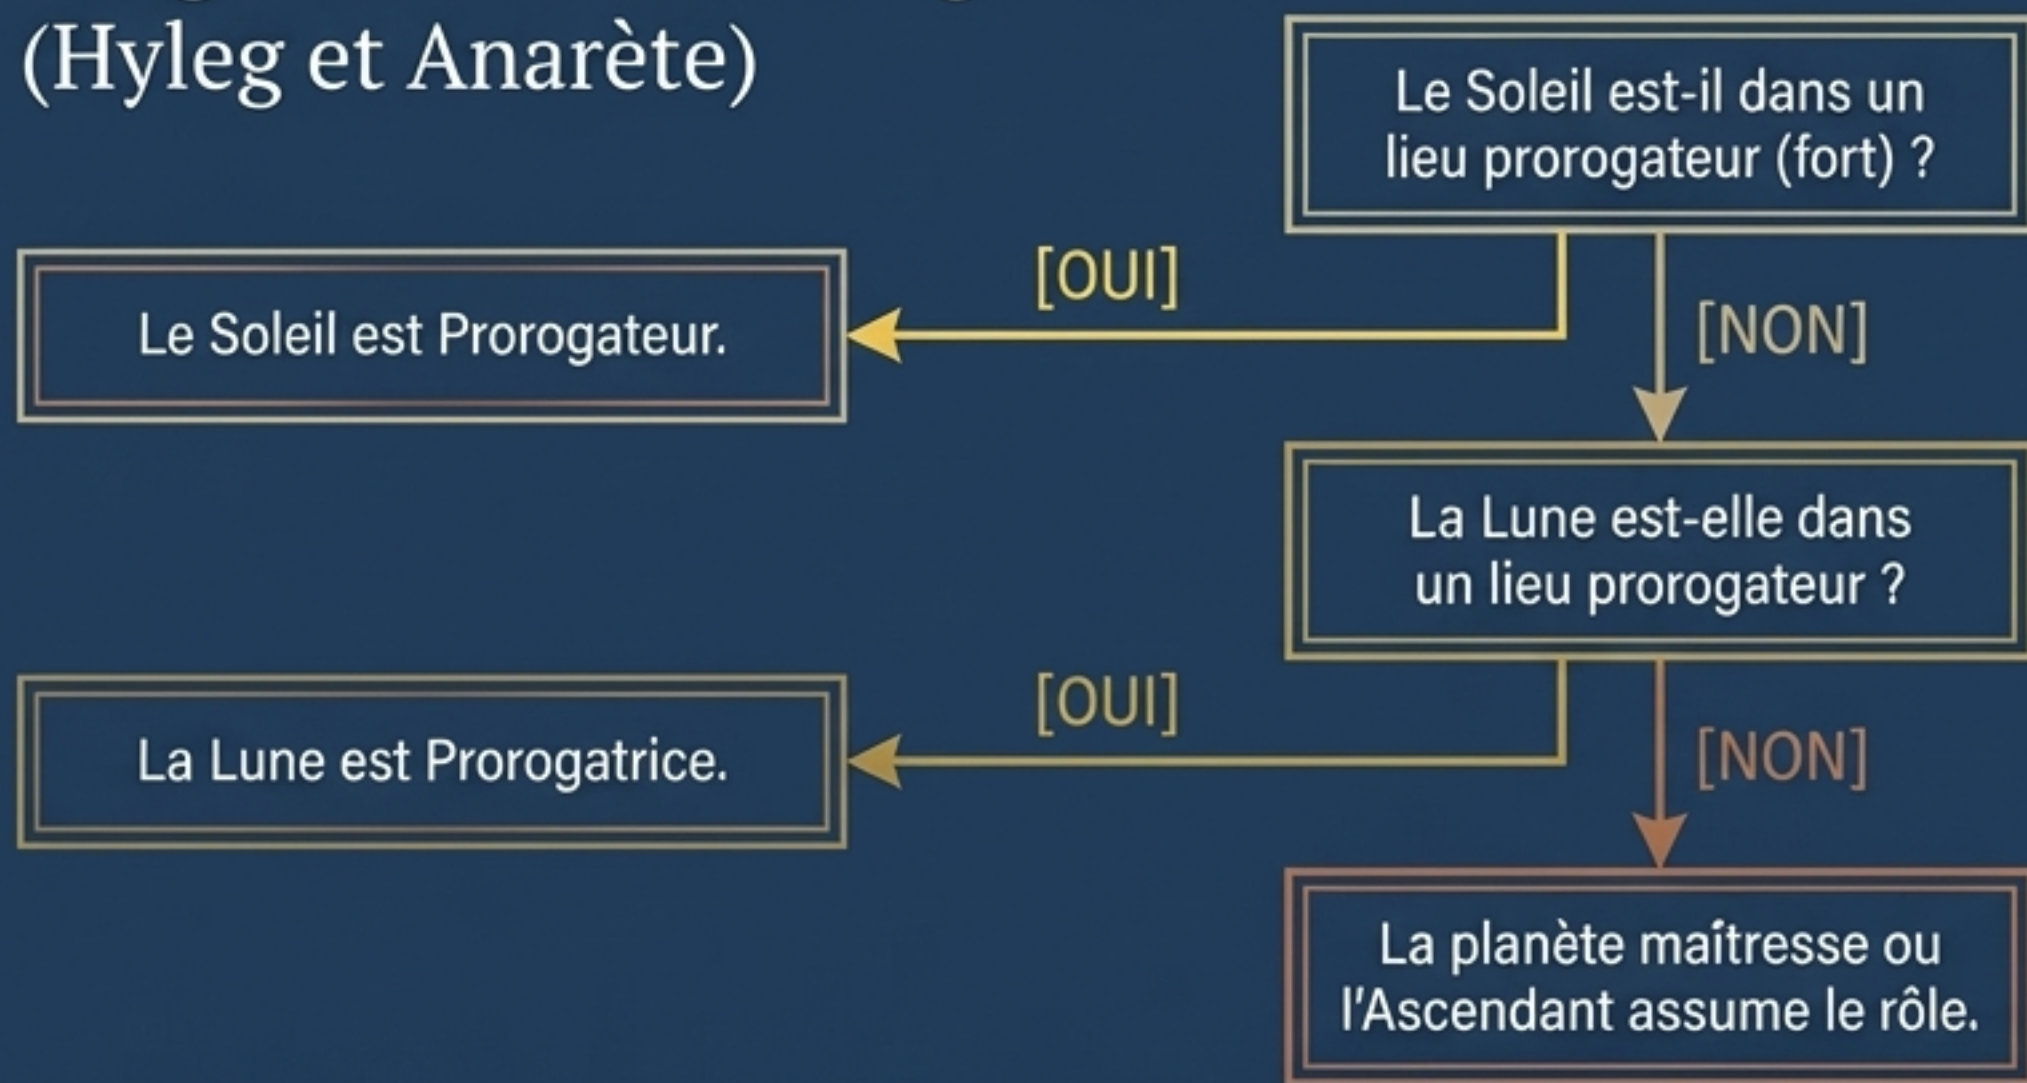 (Hyleg et Anarète)
Le Soleil est-il dans un
lieu prorogateur (fort) ?
[OUI]
[NON]
Le Soleil est Prorogateur.
La Lune est-elle dans
un lieu prorogateur ?
[OUI]
[NON]
La Lune est Prorogatrice.
La planète maîtresse ou
l'Ascendant assume le rôle.